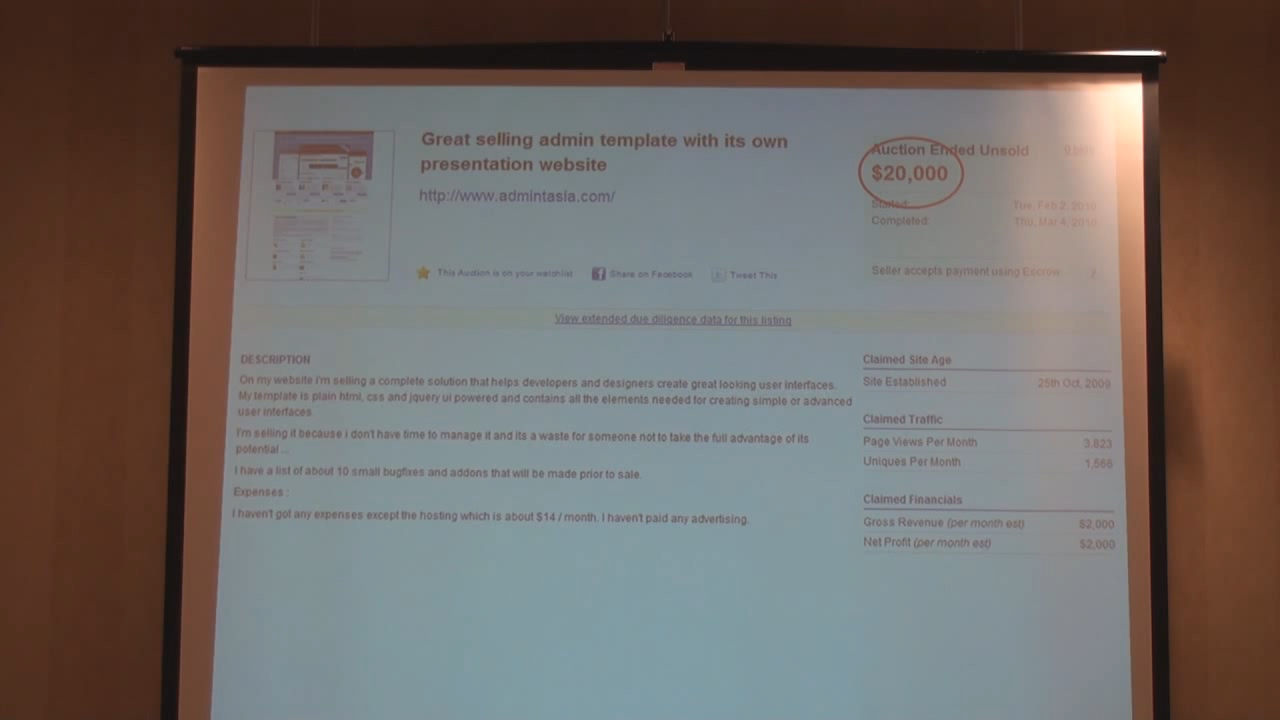 Great selling admin template with its own
presentation website
http://www.admintasia.com/
This Auction is on your watchlist
Share on Facebook
Tweet This
Auction Ended Unsold
$20,000
Started:
Tue, Feb 2, 2010
Completed:
Thu, Mar 4, 2010
Seller accepts payment using Escrow
View extended due diligence data for this listing
DESCRIPTION
On my website I'm selling a complete solution that helps developers and designers create great looking user interfaces.
My template is plain html, css and jquery ui powered and contains all the elements needed for creating simple or advanced
user interfaces.
I'm selling it because i don't have time to manage it and its a waste for someone not to take the full advantage of its
potential ...
I have a list of about 10 small bugfixes and addons that will be made prior to sale.
Expenses :
I haven't got any expenses except the hosting which is about $14 / month. I haven't paid any advertising.
Claimed Site Age
Site Established 25th Oct, 2009
Claimed Traffic
Page Views Per Month 3,823
Uniques Per Month 1,566
Claimed Financials
Gross Revenue (per month est) $2,000
Net Profit (per month est) $2,000